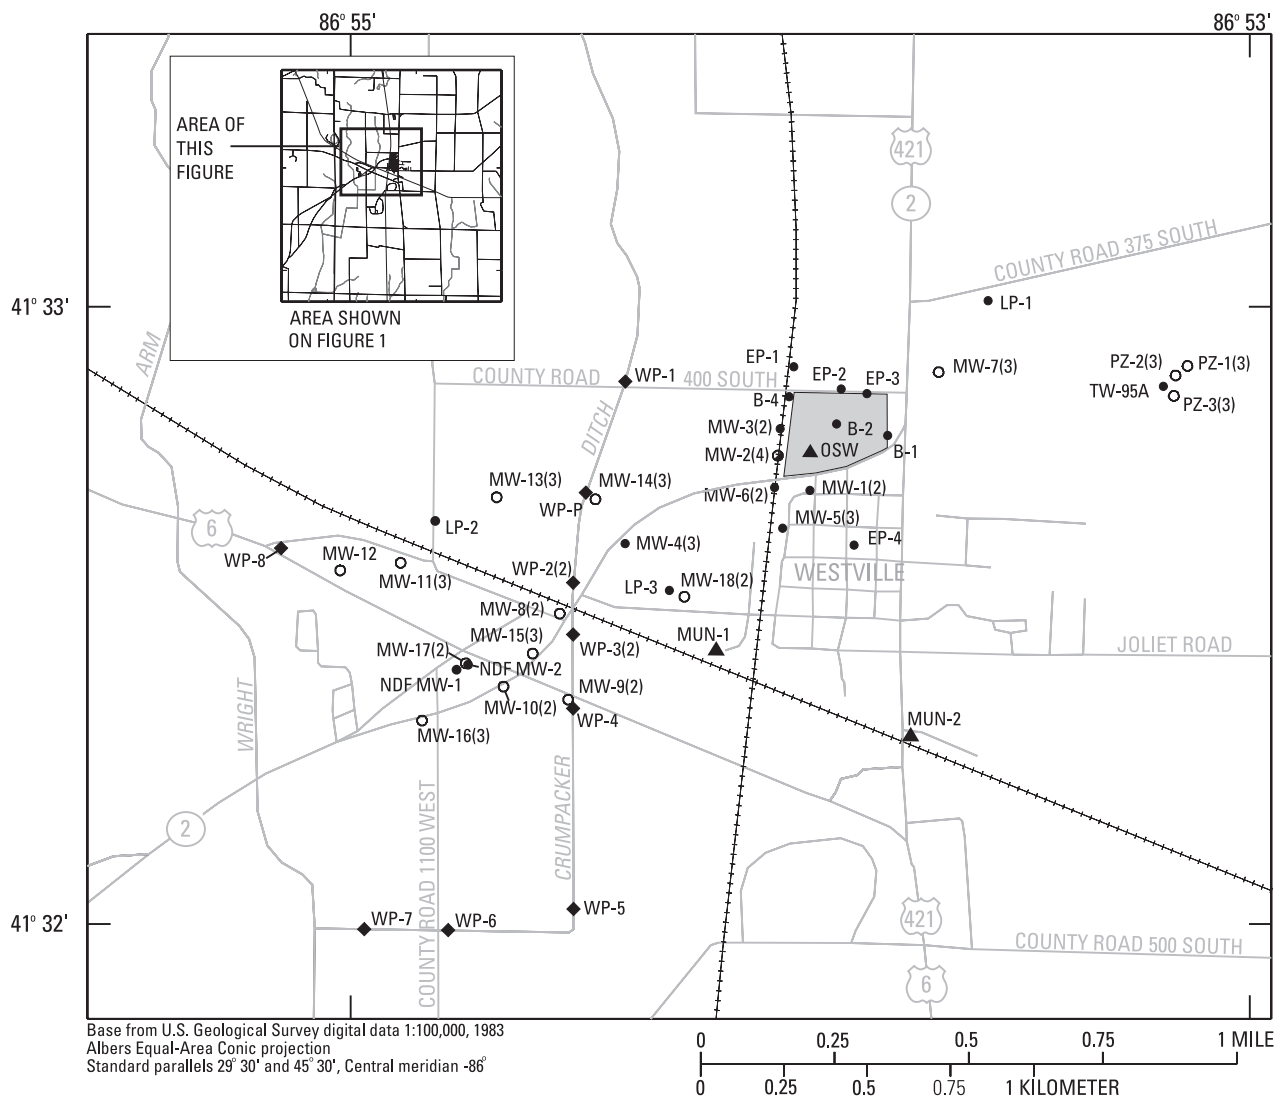 86° 55'
86° 53'
AREA OF
THIS
FIGURE
AREA SHOWN
ON FIGURE 1
421
2
COUNTY ROAD 375 SOUTH
41° 33'
LP-1
ARM
EP-1
WP-1
COUNTY ROAD
400 SOUTH
EP-2
EP-3
MW-7(3)
PZ-2(3)
PZ-1(3)
TW-95A
PZ-3(3)
B-4
DITCH
MW-3(2)
B-2
B-1
MW-2(4)
OSW
MW-13(3)
MW-14(3)
WP-P
MW-6(2)
MW-1(2)
LP-2
MW-5(3)
6
MW-4(3)
EP-4
WP-8
MW-12
MW-11(3)
WP-2(2)
LP-3
MW-18(2)
WESTVILLE
MW-8(2)
MW-15(3)
MUN-1
WP-3(2)
JOLIET ROAD
MW-17(2)
NDF MW-2
NDF MW-1
MW-9(2)
MW-10(2)
WP-4
WRIGHT
MW-16(3)
MUN-2
2
COUNTY ROAD 1100 WEST
CRUMPACKER
41° 32'
WP-7
WP-6
WP-5
421
COUNTY ROAD 500 SOUTH
6
Base from U.S. Geological Survey digital data 1:100,000, 1983
Albers Equal-Area Conic projection
Standard parallels 29° 30' and 45° 30', Central meridian -86°
0 0.25 0.5 0.75 1 MILE
0 0.25 0.5 0.75 1 KILOMETER